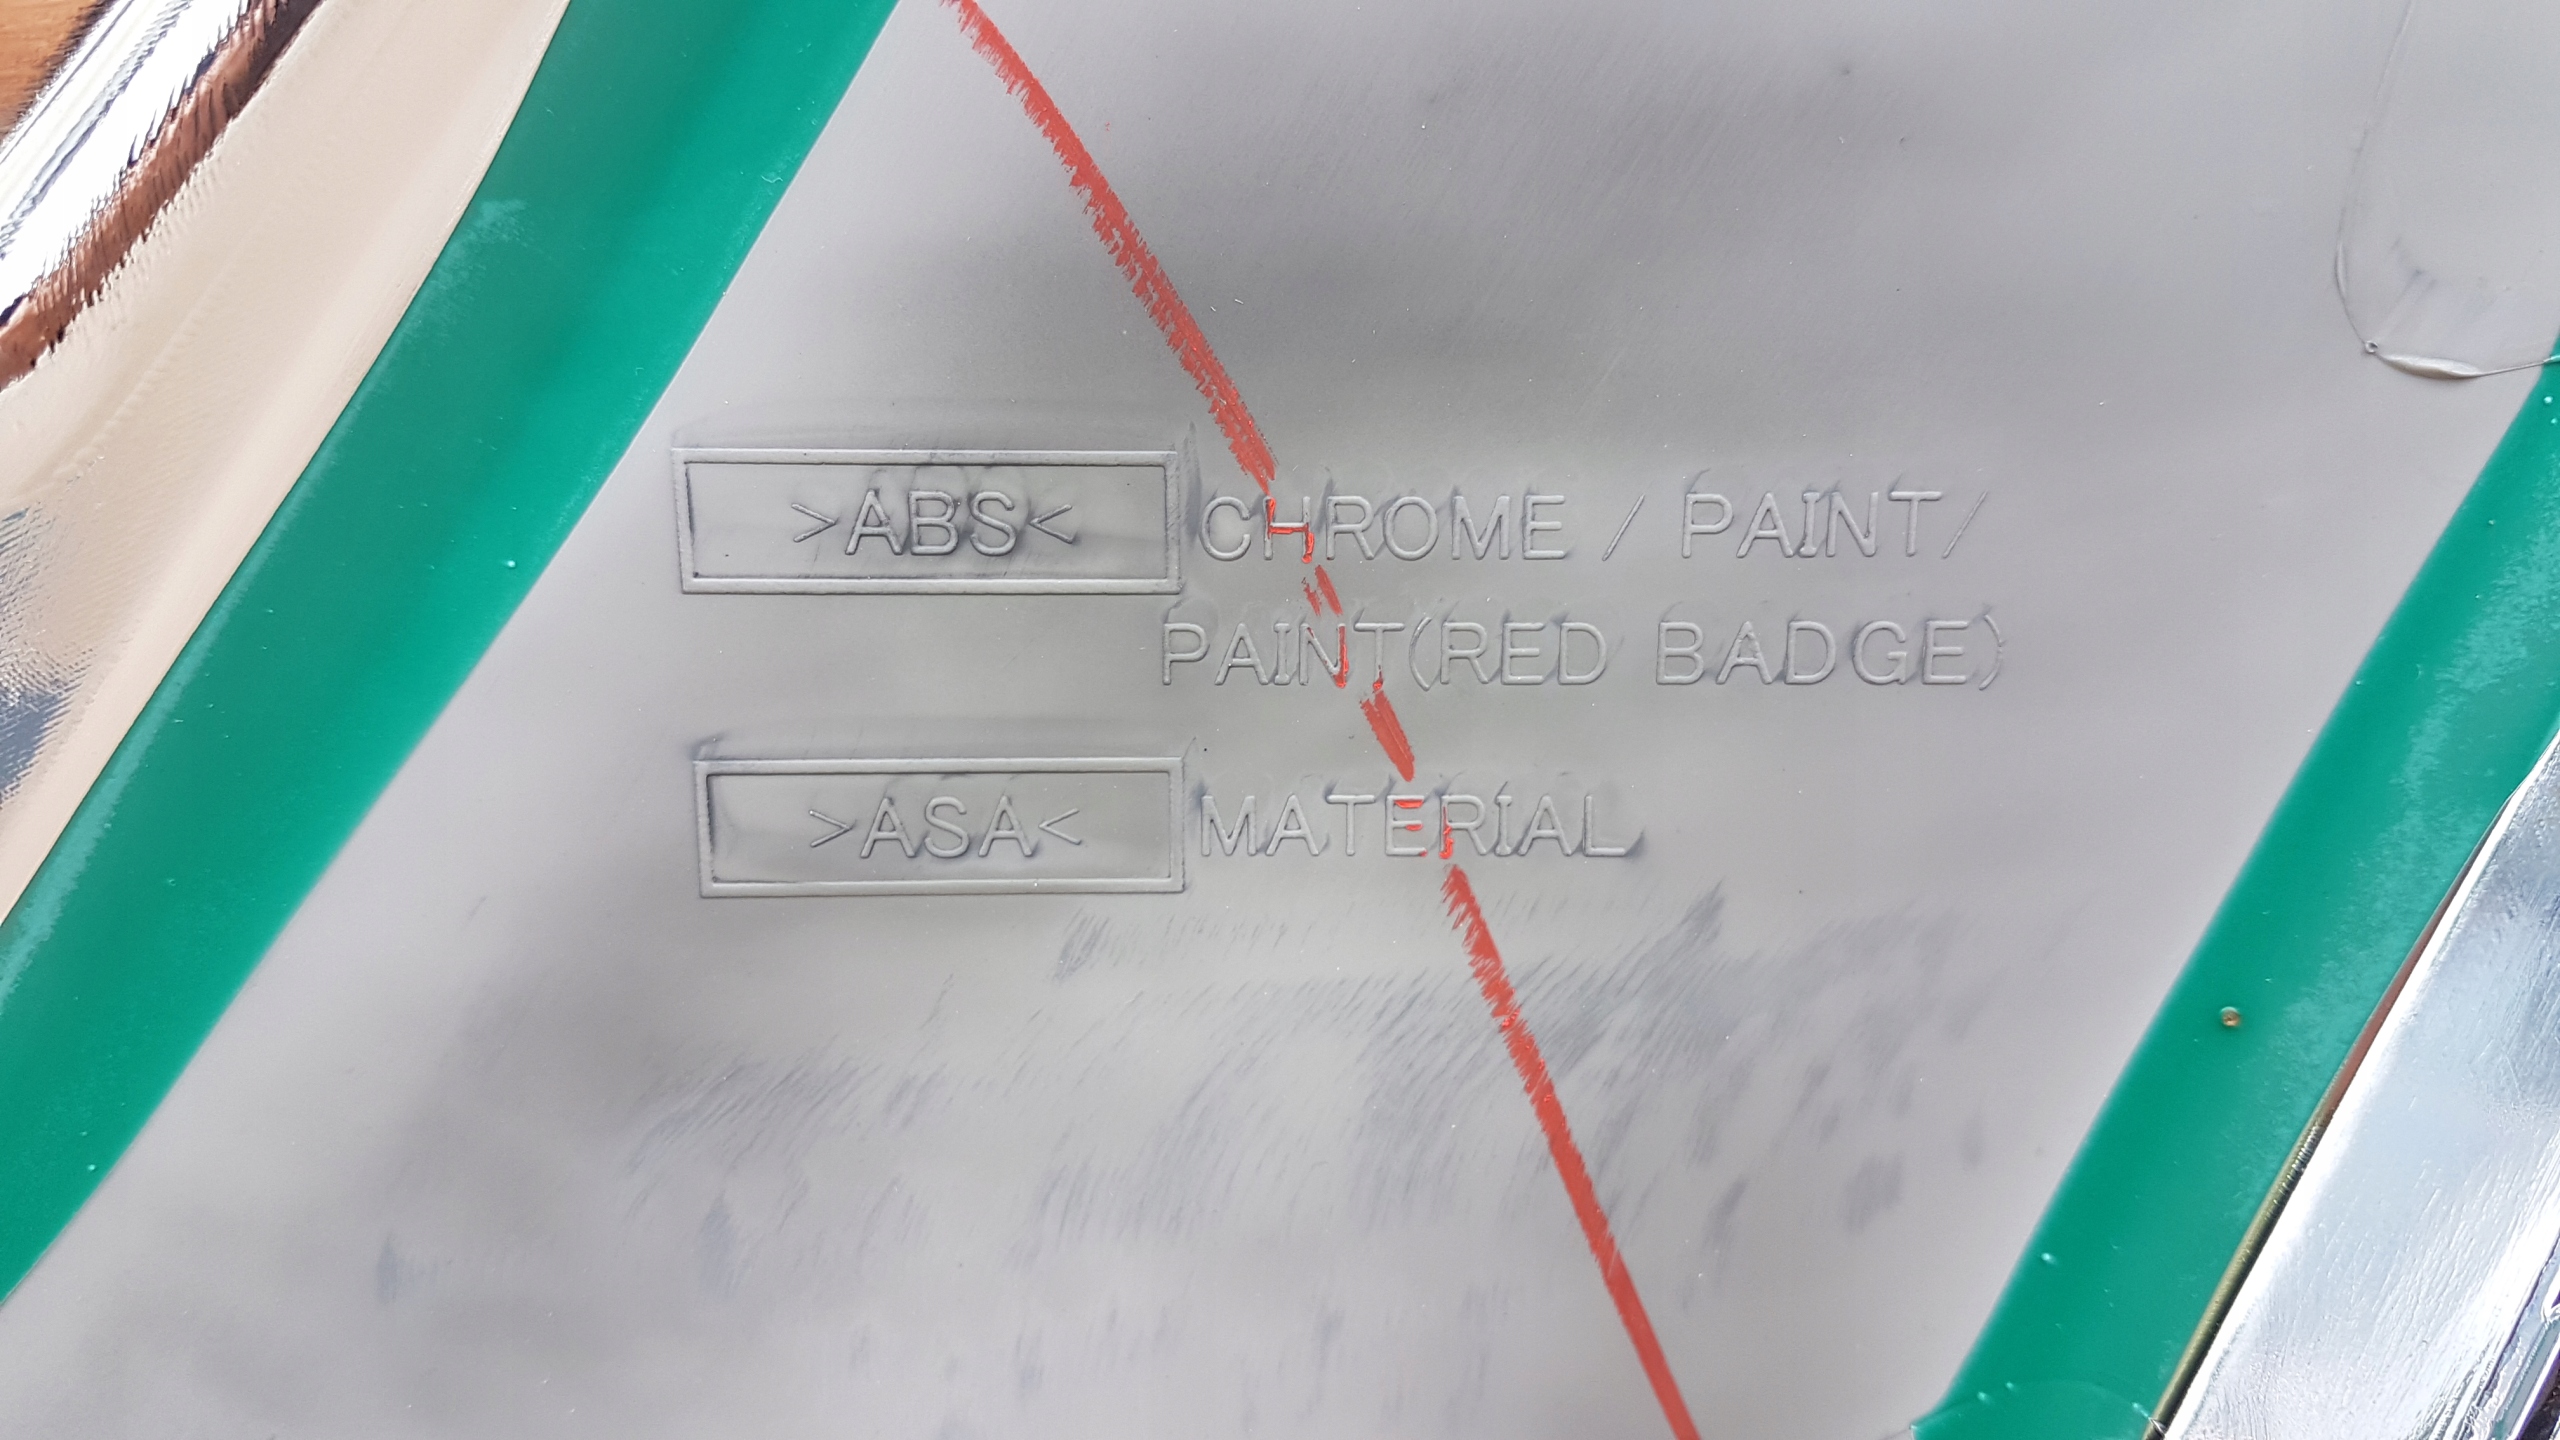 >ABS< CHROME / PAINT/
PAINT(RED BADGE)
>ASA< MATERIAL